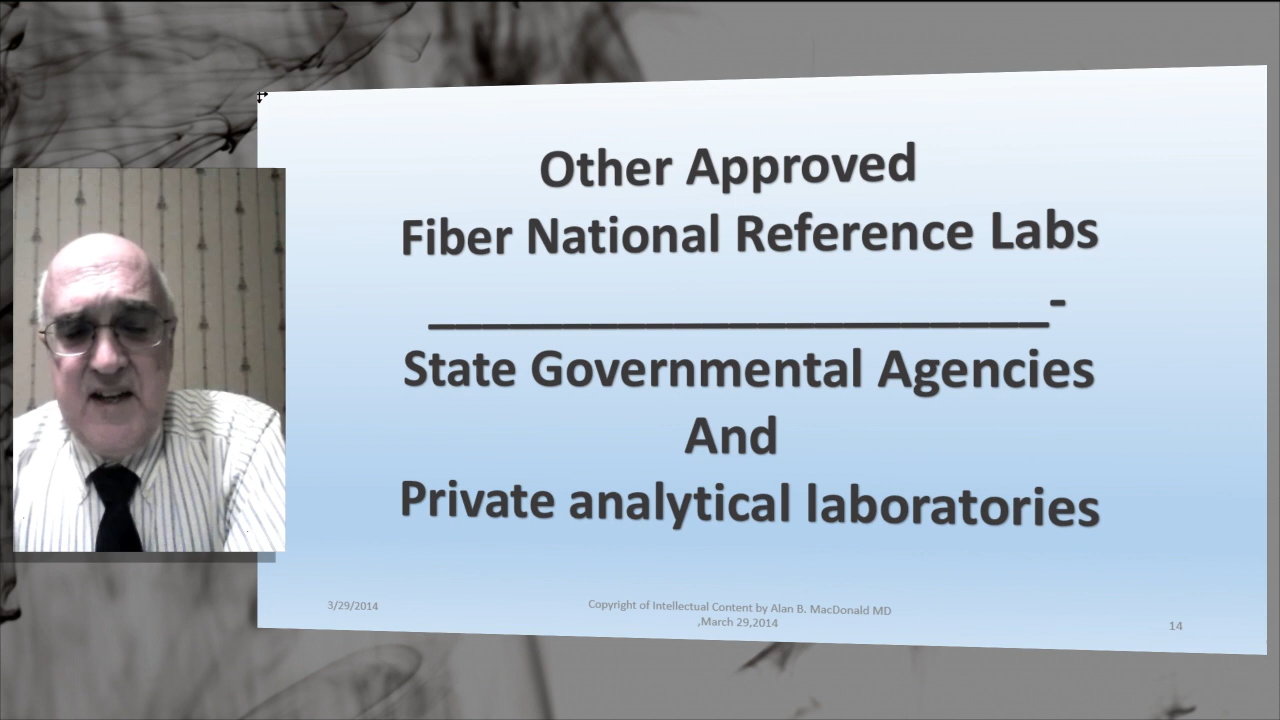 Other Approved
Fiber National Reference Labs
_______________________-
State Governmental Agencies
And
Private analytical laboratories
3/29/2014
Copyright of Intellectual Content by Alan B. MacDonald MD
,March 29,2014
14